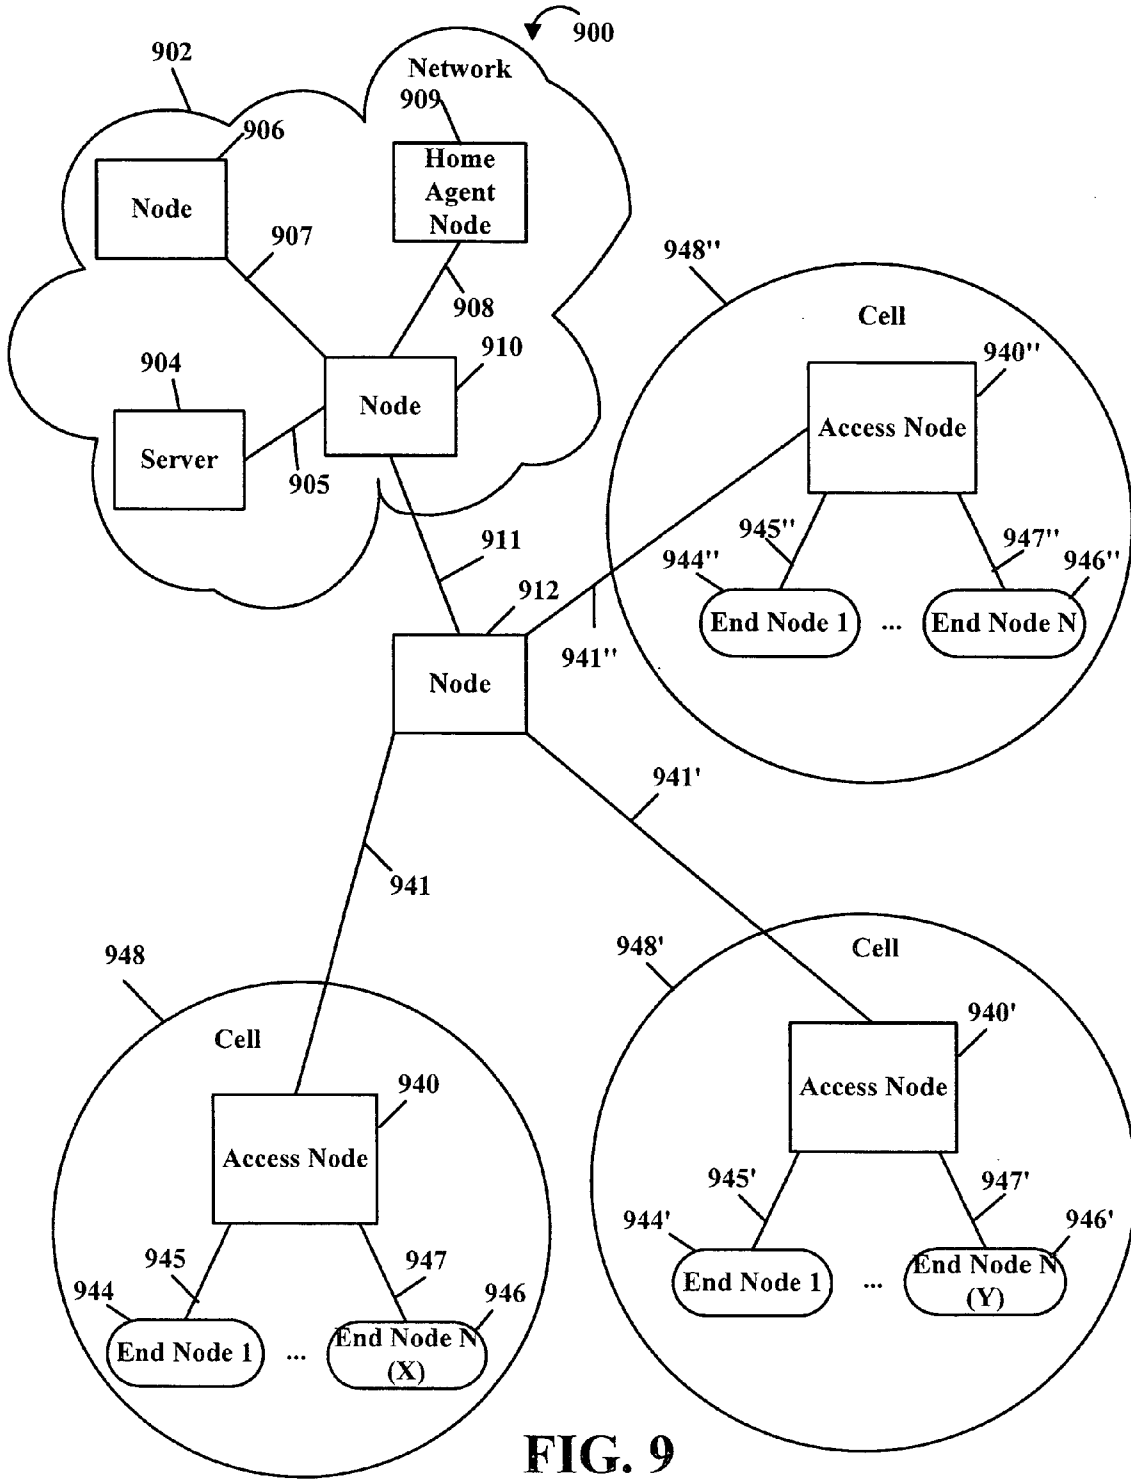 900
902
Network
909
906
Home
Agent
Node
Node
907
908
948"
Cell
910
940"
904
Node
Access Node
Server
905
945"
947"
911
944"
946"
912
End Node 1
...
End Node N
941"
Node
941'
941
948'
Cell
948
940'
Cell
Access Node
940
Access Node
945'
947'
944'
946'
945
947
End Node 1
...
End Node N
(Y)
944
946
End Node 1
...
End Node N
(X)
FIG. 9